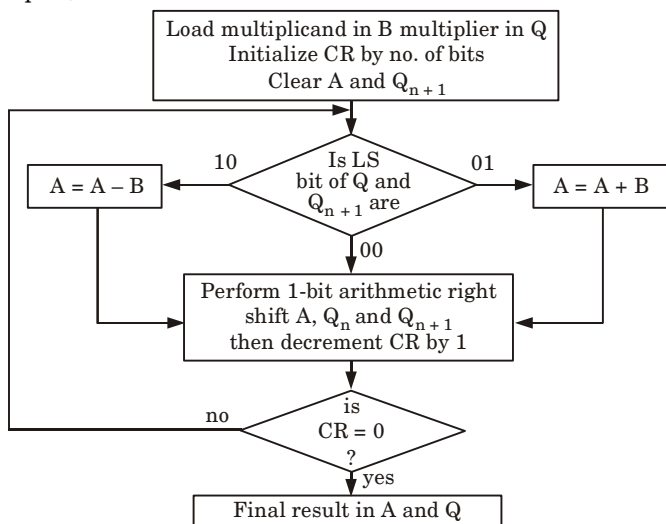 Load multiplicand in B multiplier in Q
Initialize CR by no. of bits
Clear A and Qn + 1
10
Is LS
bit of Q and
Qn + 1 are
01
A = A – B
A = A + B
00
Perform 1-bit arithmetic right
shift A, Qn and Qn + 1
then decrement CR by 1
no
is
CR = 0
?
yes
Final result in A and Q